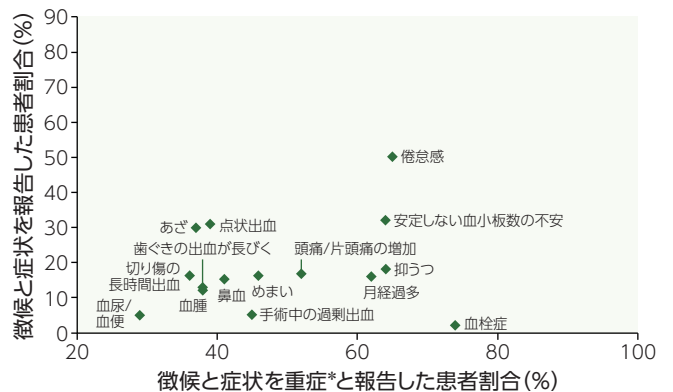 徴候と症状を報告した患者割合(%)
90
80
70
60
50
40
30
20
10
0
倦怠感
安定しない血小板数の不安
あざ
点状出血
歯ぐきの出血が長びく
頭痛/片頭痛の増加
切り傷の
長時間出血
抑うつ
鼻血
めまい
月経過多
血尿/
血便
血腫
手術中の過剰出血
血栓症
20
40
60
80
100
徴候と症状を重症*と報告した患者割合(%)